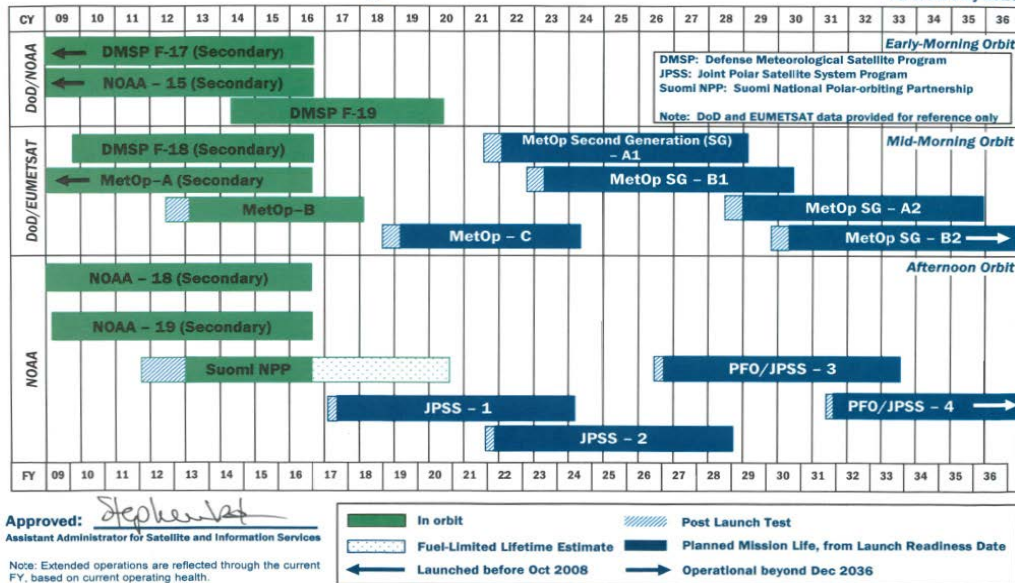 CY 09 10 11 12 13 14 15 16 17 18 19 20 21 22 23 24 25 26 27 28 29 30 31 32 33 34 35 36
DoD/NOAA
Early-Morning Orbit
DMSP F-17 (Secondary)
NOAA – 15 (Secondary)
DMSP F-19
DMSP: Defense Meteorological Satellite Program
JPSS: Joint Polar Satellite System Program
Suomi NPP: Suomi National Polar-orbiting Partnership
Note: DoD and EUMETSAT data provided for reference only
DoD/EUMETSAT
Mid-Morning Orbit
DMSP F-18 (Secondary)
MetOp Second Generation (SG)
– A1
MetOp–A (Secondary
MetOp SG – B1
MetOp–B
MetOp SG – A2
MetOp – C
MetOp SG – B2
NOAA
Afternoon Orbit
NOAA – 18 (Secondary)
NOAA – 19 (Secondary)
Suomi NPP
PFO/JPSS – 3
JPSS – 1
PFO/JPSS – 4
JPSS – 2
FY 09 10 11 12 13 14 15 16 17 18 19 20 21 22 23 24 25 26 27 28 29 30 31 32 33 34 35 36
Approved:
Assistant Administrator for Satellite and Information Services
Note: Extended operations are reflected through the current
FY, based on current operating health.
In orbit
Post Launch Test
Fuel-Limited Lifetime Estimate
Planned Mission Life, from Launch Readiness Date
Launched before Oct 2008
Operational beyond Dec 2036